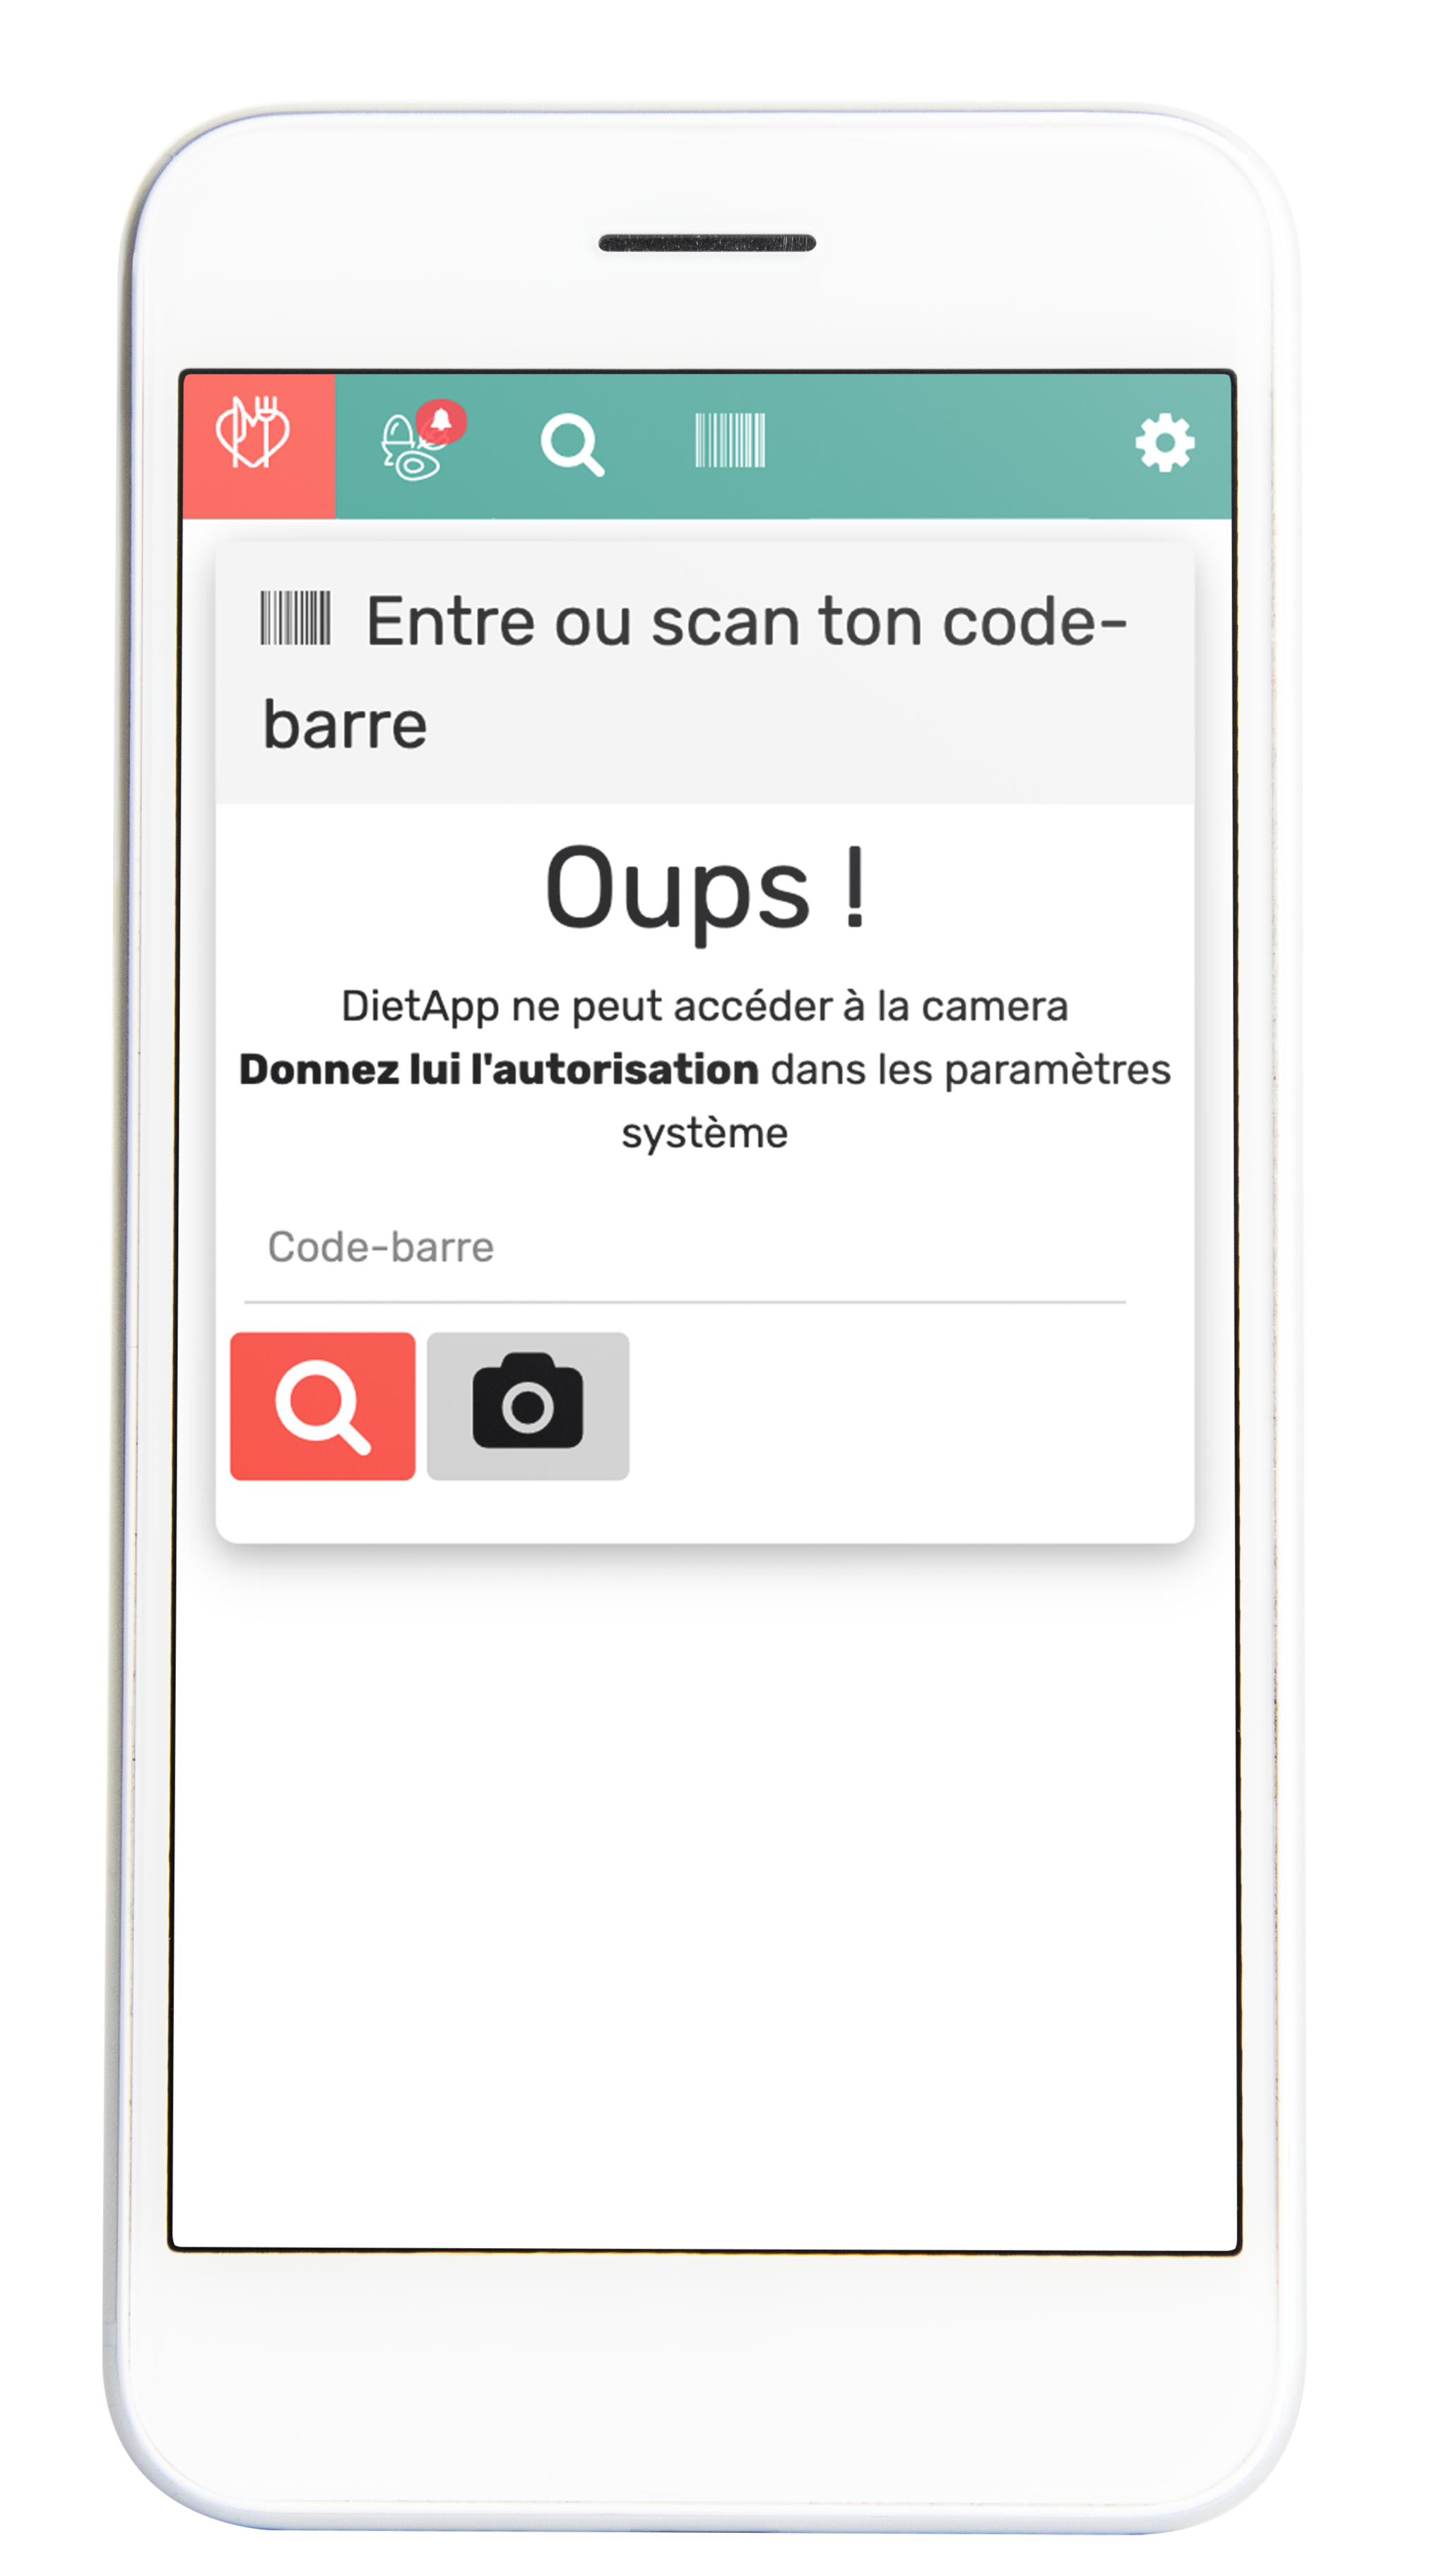 Entre ou scan ton code-
barre
Oups !
DietApp ne peut accéder à la camera
Donnez lui l'autorisation dans les paramètres
système
Code-barre